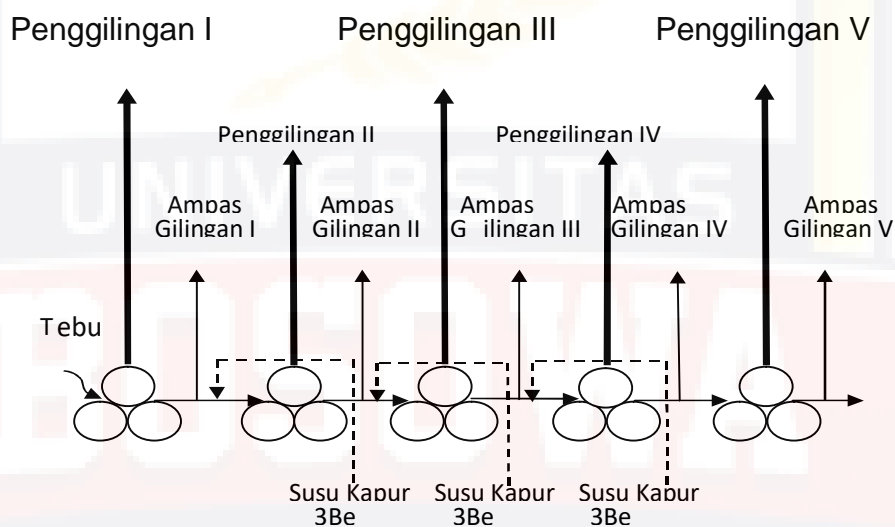 Penggilingan I
Penggilingan III
Penggilingan V
Penggilingan II
Penggilingan IV
Ampas
Gilingan I
Ampas
Gilingan II
Ampas
G ilingan III
Ampas
Gilingan IV
Ampas
Gilingan V
Tebu
Susu Kapur
3Be
Susu Kapur
3Be
Susu Kapur
3Be
UNIVERSITAS
BOSOWA